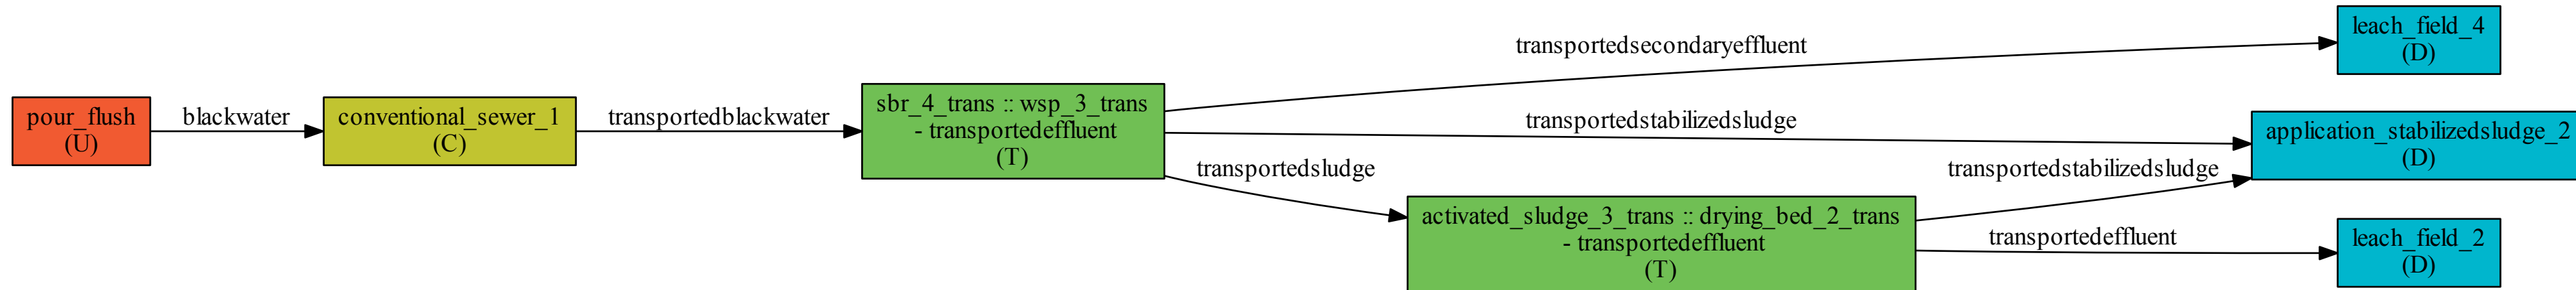 pour_flush
(U)
blackwater
conventional_sewer_1
(C)
transportedblackwater
sbr_4_trans :: wsp_3_trans
- transportedeffluent
(T)
transportedsecondaryeffluent
transportedstabilizedsludge
transportedsludge
activated_sludge_3_trans :: drying_bed_2_trans
- transportedeffluent
(T)
transportedstabilizedsludge
transportedeffluent
leach_field_4
(D)
application_stabilizedsludge_2
(D)
leach_field_2
(D)